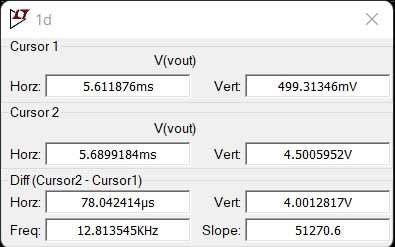 1d
Cursor 1
V(vout)
Horz: 5.611876ms Vert: 499.31346mV
Cursor 2
V(vout)
Horz: 5.6899184ms Vert: 4.5005952V
Diff (Cursor2 - Cursor1)
Horz: 78.042414µs Vert: 4.0012817V
Freq: 12.813545KHz Slope: 51270.6